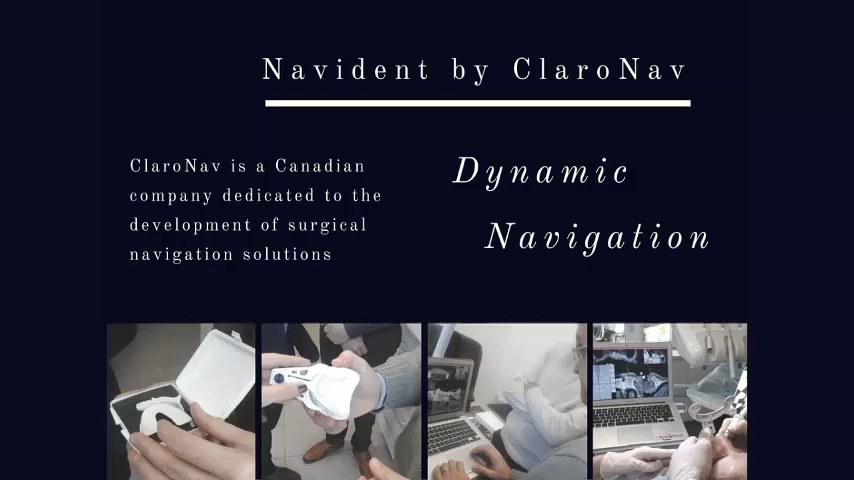 Navident by ClaroNav
ClaroNav is a Canadian
company dedicated to the
development of surgical
navigation solutions
Dynamic
Navigation